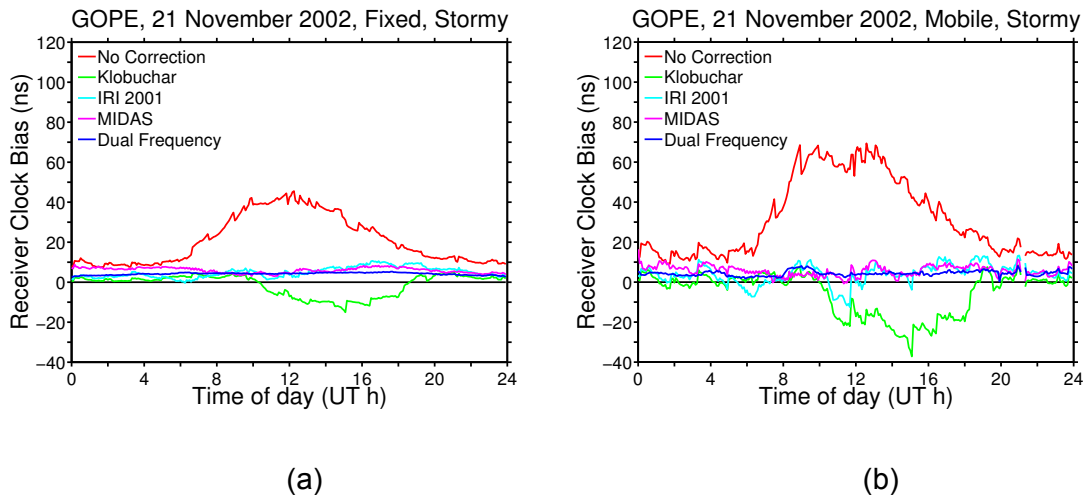 GOPE, 21 November 2002, Fixed, Stormy
120
100
80
60
40
20
0
−20
−40
Receiver Clock Bias (ns)
No Correction
Klobuchar
IRI 2001
MIDAS
Dual Frequency
0 4 8 12 16 20 24
Time of day (UT h)
(a)
GOPE, 21 November 2002, Mobile, Stormy
120
100
80
60
40
20
0
−20
−40
Receiver Clock Bias (ns)
No Correction
Klobuchar
IRI 2001
MIDAS
Dual Frequency
0 4 8 12 16 20 24
Time of day (UT h)
(b)